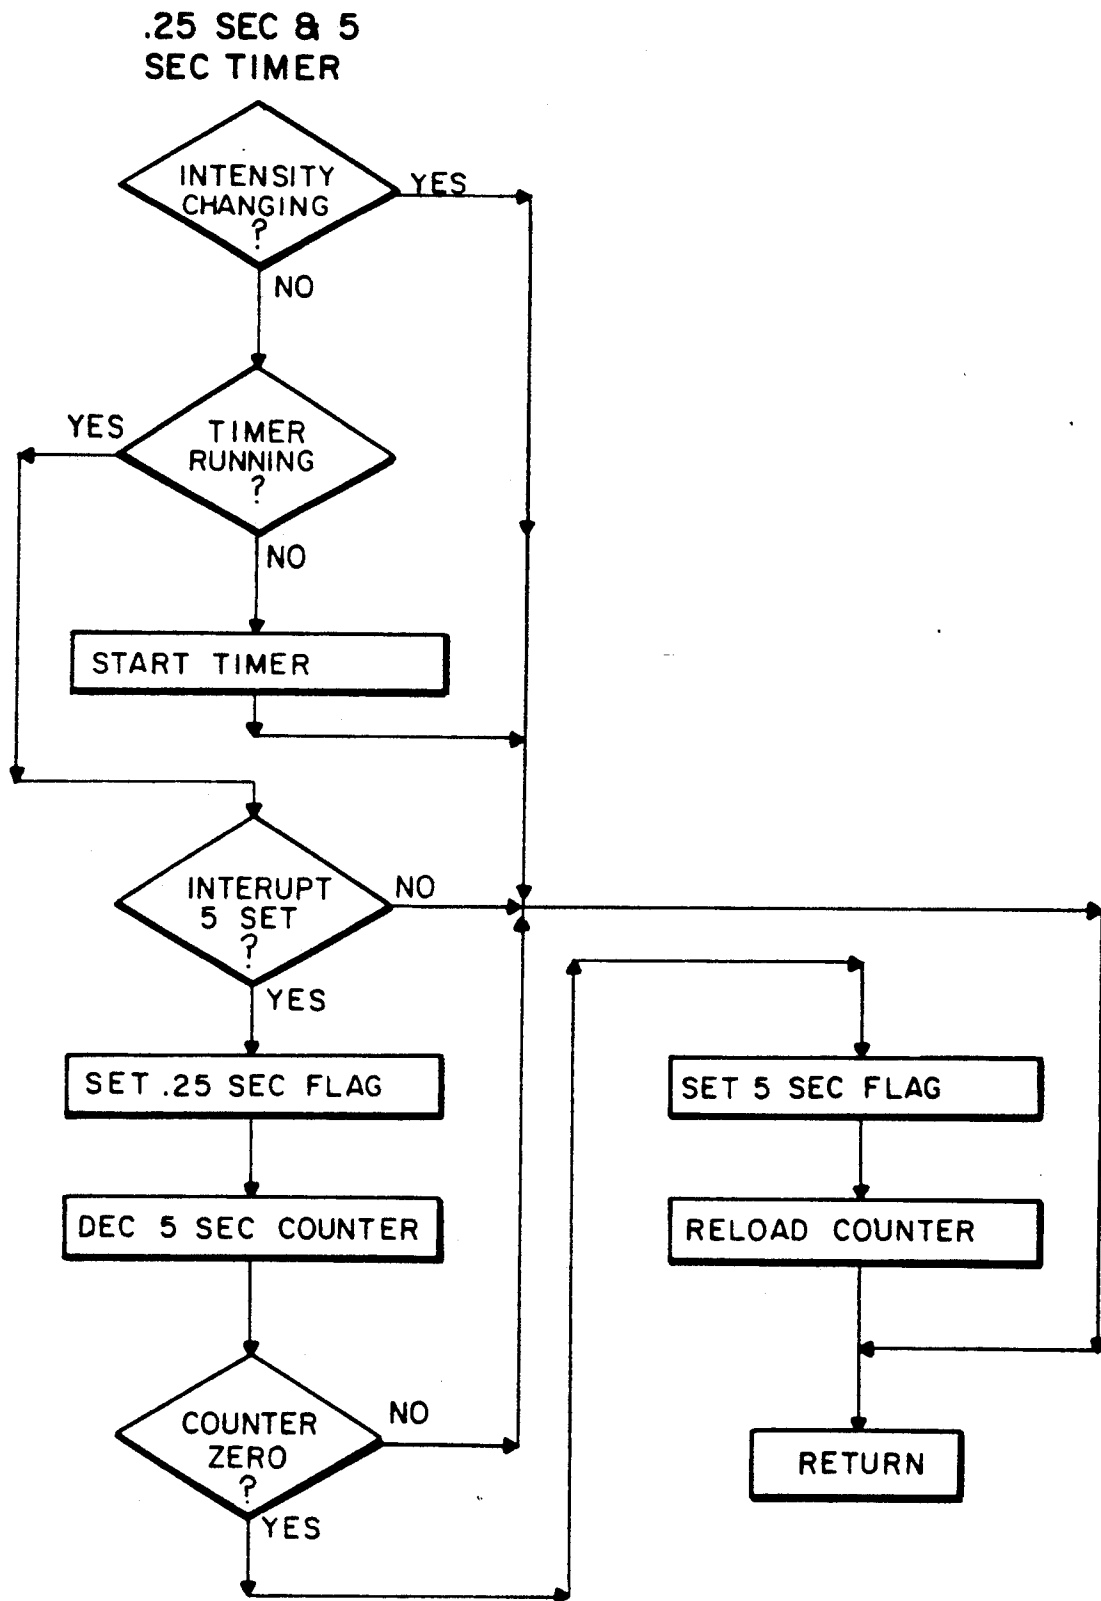 .25 SEC & 5
SEC TIMER
INTENSITY
CHANGING
?
YES
NO
TIMER
RUNNING
?
YES
NO
START TIMER
INTERUPT
5 SET
?
NO
YES
SET .25 SEC FLAG
DEC 5 SEC COUNTER
COUNTER
ZERO
?
NO
YES
SET 5 SEC FLAG
RELOAD COUNTER
RETURN